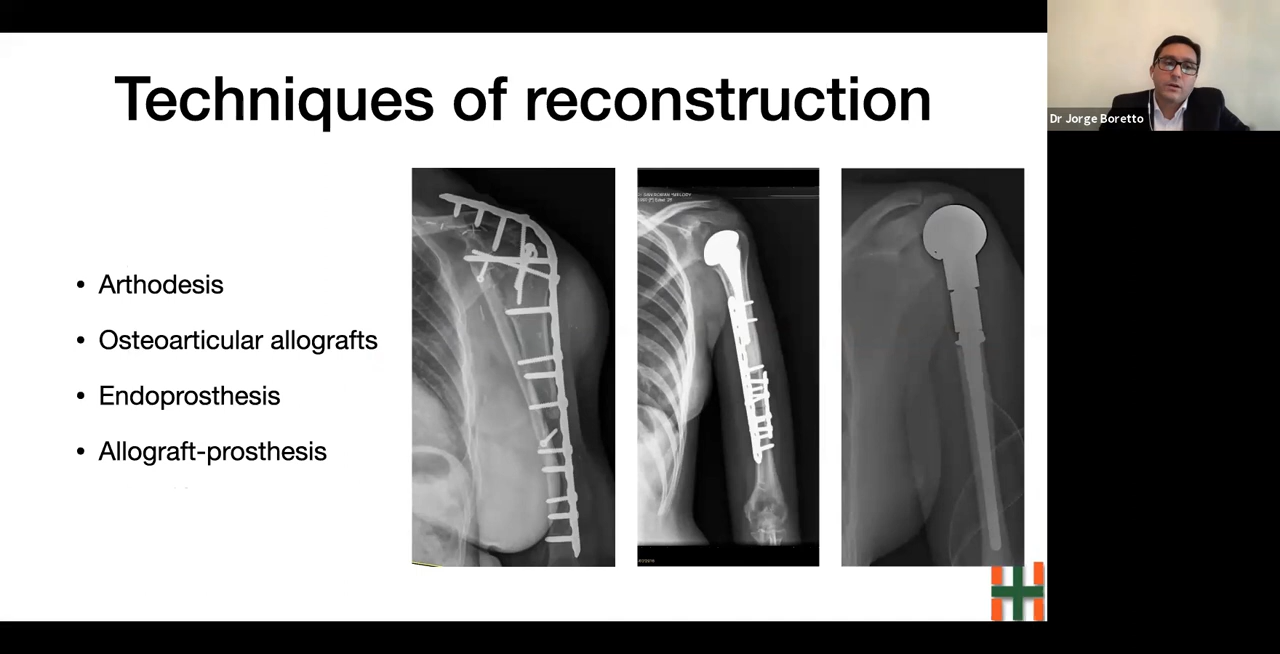 Techniques of reconstruction
• Arthodesis
• Osteoarticular allografts
• Endoprosthesis
• Allograft-prosthesis
Dr Jorge Boretto